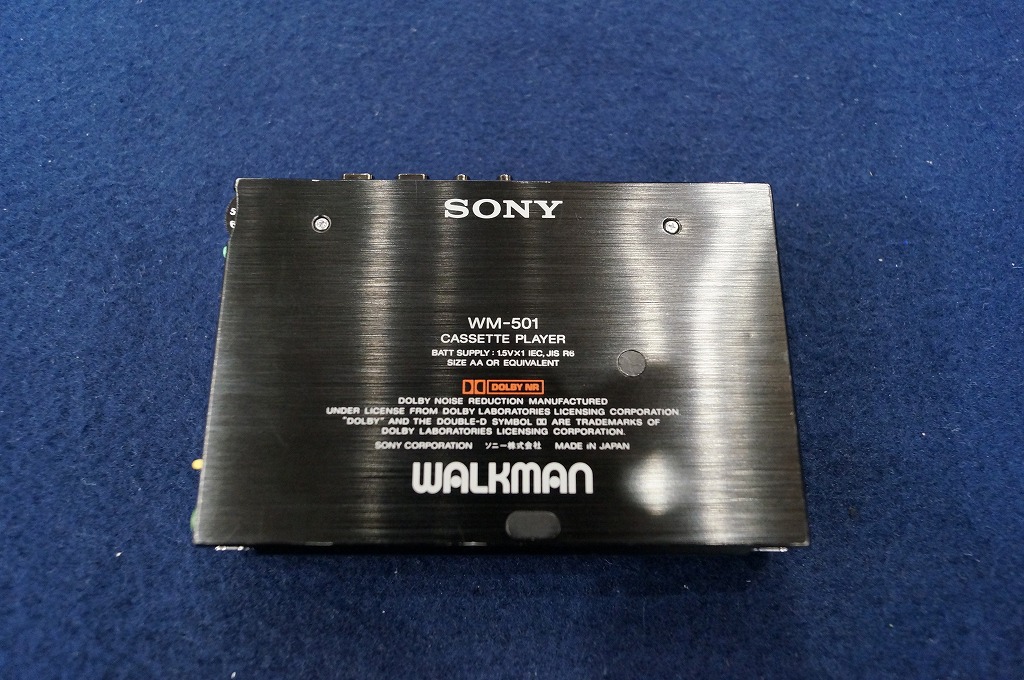 SONY
WM-501
CASSETTE PLAYER
BATT SUPPLY : 1.5V×1 IEC, JIS R6
SIZE AA OR EQUIVALENT
DOLBY NR
DOLBY NOISE REDUCTION MANUFACTURED
UNDER LICENSE FROM DOLBY LABORATORIES LICENSING CORPORATION
"DOLBY" AND THE DOUBLE-D SYMBOL ARE TRADEMARKS OF
DOLBY LABORATORIES LICENSING CORPORATION.
SONY CORPORATION ソニー株式会社 MADE IN JAPAN
WALKMAN